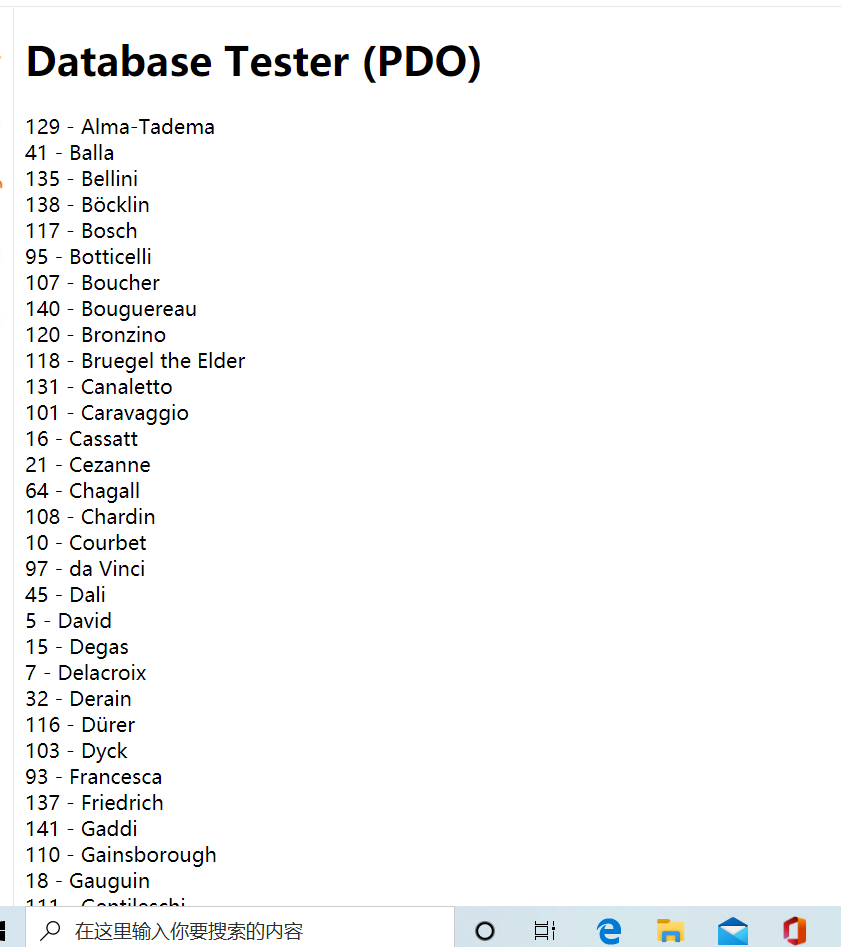 Database Tester (PDO)
129 - Alma-Tadema
41 - Balla
135 - Bellini
138 - Böcklin
117 - Bosch
95 - Botticelli
107 - Boucher
140 - Bouguereau
120 - Bronzino
118 - Bruegel the Elder
131 - Canaletto
101 - Caravaggio
16 - Cassatt
21 - Cezanne
64 - Chagall
108 - Chardin
10 - Courbet
97 - da Vinci
45 - Dali
5 - David
15 - Degas
7 - Delacroix
32 - Derain
116 - Dürer
103 - Dyck
93 - Francesca
137 - Friedrich
141 - Gaddi
110 - Gainsborough
18 - Gauguin
111 - Gentileschi
在这里输入你要搜索的内容